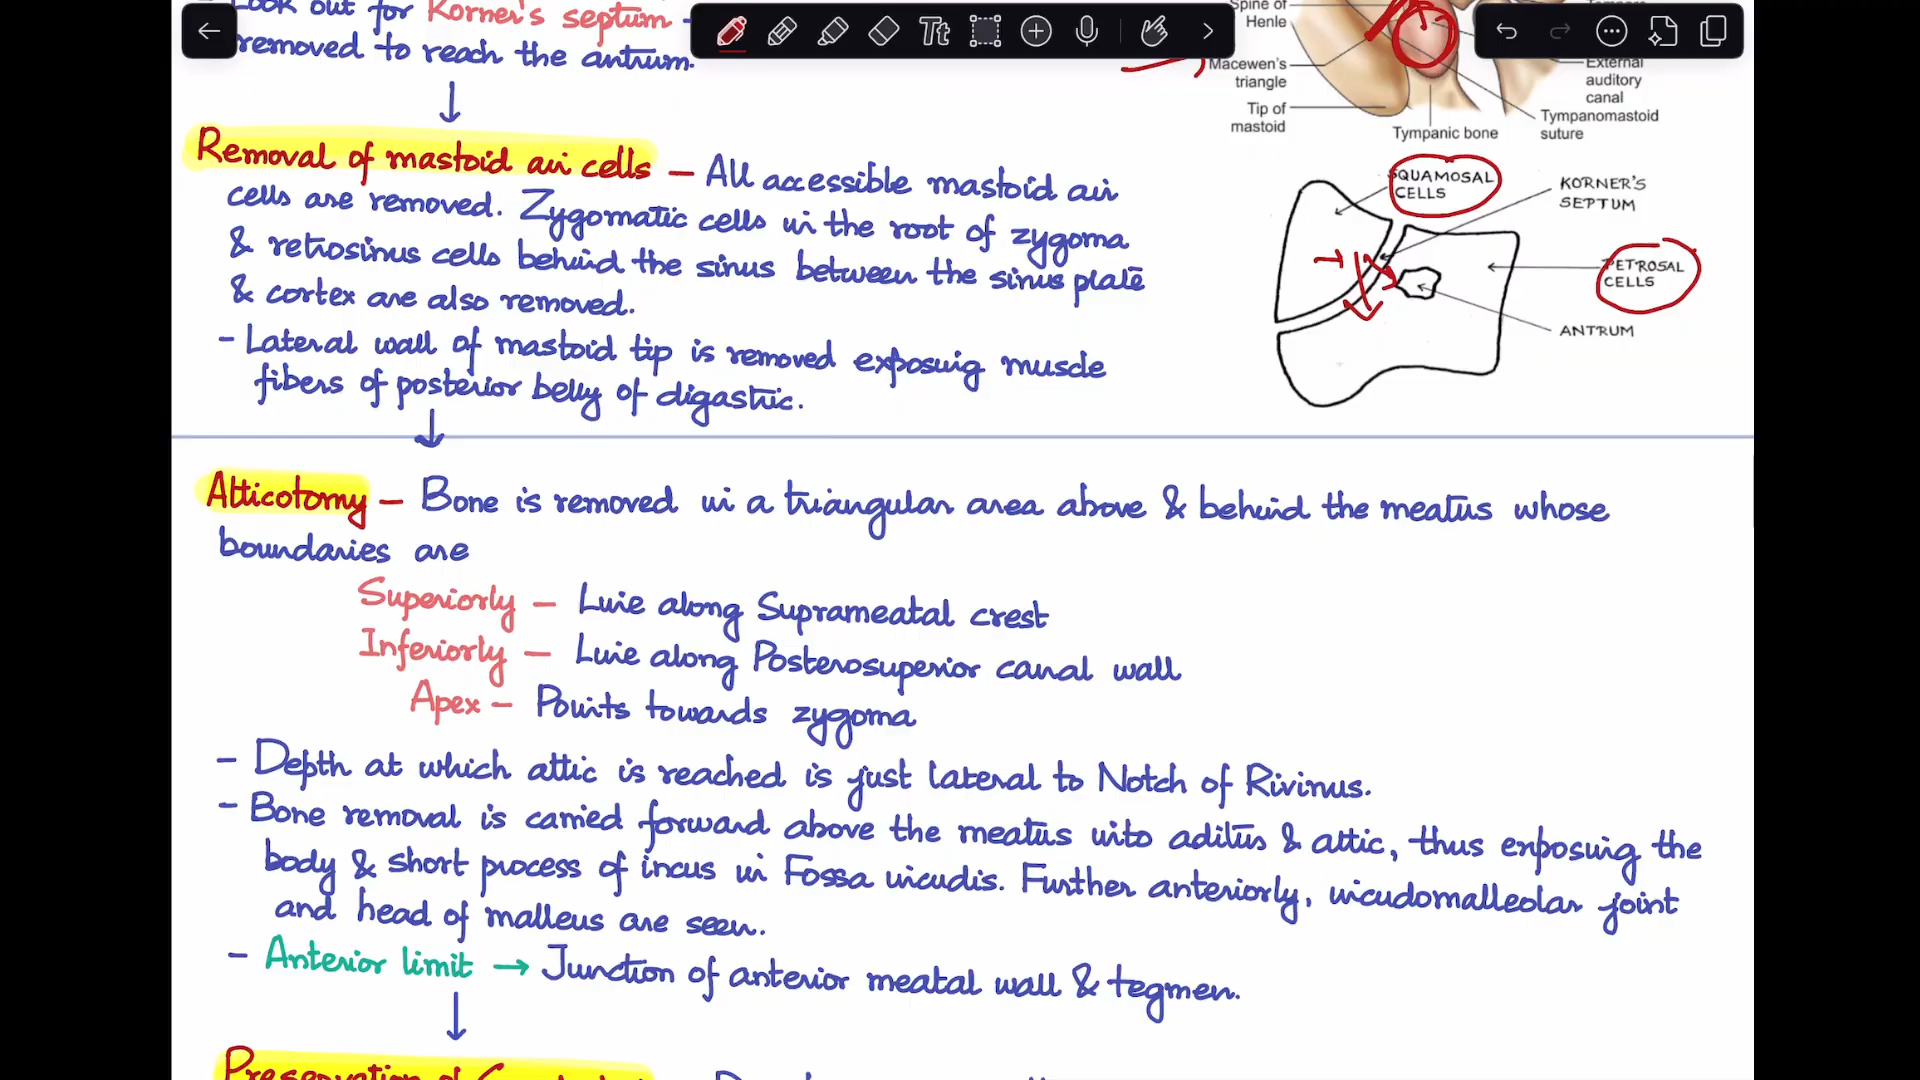 Look out for Korner's septum -
removed to reach the antrum.
Tt
Spine of
Henle
Macewen's
triangle
Tip of
mastoid
Tympanic bone
External
auditory
canal
Tympanomastoid
suture
Removal of mastoid air cells - All accessible mastoid air
cells are removed. Zygomatic cells in the root of zygoma
& retrosinus cells behind the sinus between the sinus plate
& cortex are also removed.
- Lateral wall of mastoid tip is removed exposing muscle
fibers of posterior belly of digastric.
SQUAMOSAL
CELLS
KORNER'S
SEPTUM
PETROSAL
CELLS
ANTRUM
Atticotomy - Bone is removed in a triangular area above & behind the meatus whose
boundaries are
Superiorly - Line along Suprameatal crest
Inferiorly - Line along Posterosuperior canal wall
Apex - Points towards zygoma
- Depth at which attic is reached is just lateral to Notch of Rivinus.
- Bone removal is carried forward above the meatus into aditus & attic, thus exposing the
body & short process of incus in Fossa incudis. Further anteriorly, incudomalleolar joint
and head of malleus are seen.
- Anterior limit → Junction of anterior meatal wall & tegmen.
Preservation of